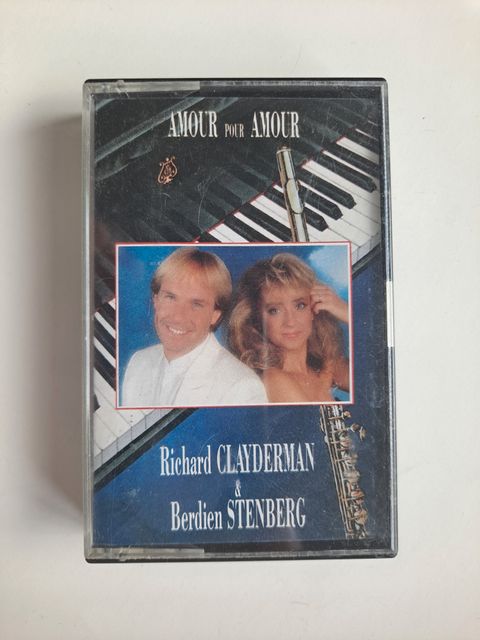 AMOUR POUR AMOUR
Richard CLAYDERMAN
&
Berdien STENBERG